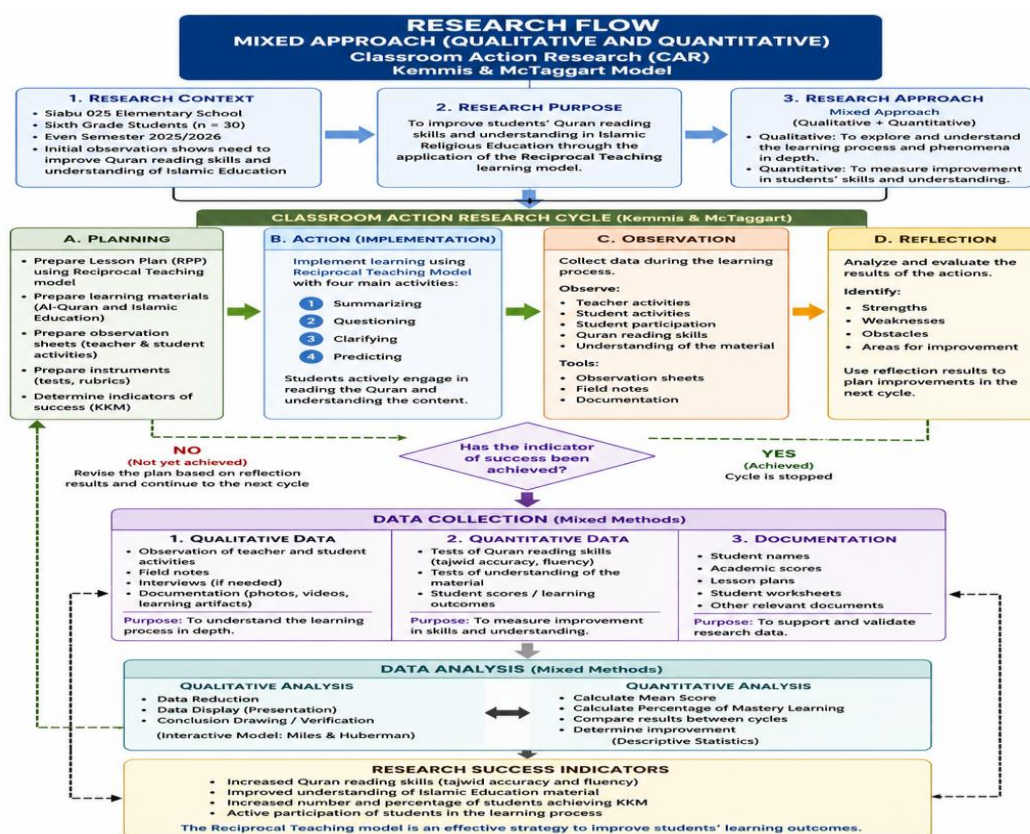 RESEARCH FLOW
MIXED APPROACH (QUALITATIVE AND QUANTITATIVE)
Classroom Action Research (CAR)
Kemmis & McTaggart Model
1. RESEARCH CONTEXT
• Siabu 025 Elementary School
• Sixth Grade Students (n = 30)
• Even Semester 2025/2026
• Initial observation shows need to
improve Quran reading skills and
understanding of Islamic Education
2. RESEARCH PURPOSE
To improve students' Quran reading
skills and understanding in Islamic
Religious Education through the
application of the Reciprocal Teaching
learning model.
3. RESEARCH APPROACH
Mixed Approach
(Qualitative + Quantitative)
• Qualitative: To explore and understand
the learning process and phenomena
in depth.
• Quantitative: To measure improvement
in students' skills and understanding.
CLASSROOM ACTION RESEARCH CYCLE (Kemmis & McTaggart)
A. PLANNING
• Prepare Lesson Plan (RPP)
using Reciprocal Teaching
model
• Prepare learning materials
(Al-Quran and Islamic
Education)
• Prepare observation
sheets (teacher & student
activities)
• Prepare instruments
(tests, rubrics)
• Determine indicators of
success (KKM)
B. ACTION (IMPLEMENTATION)
Implement learning using
Reciprocal Teaching Model
with four main activities:
1 Summarizing
2 Questioning
3 Clarifying
4 Predicting
Students actively engage in
reading the Quran and
understanding the content.
C. OBSERVATION
Collect data during the learning
process.
Observe:
• Teacher activities
• Student activities
• Student participation
• Quran reading skills
• Understanding of the material
Tools:
• Observation sheets
• Field notes
• Documentation
D. REFLECTION
Analyze and evaluate the
results of the actions.
Identify:
• Strengths
• Weaknesses
• Obstacles
• Areas for improvement
Use reflection results to
plan improvements in the
next cycle.
NO
(Not yet achieved)
Revise the plan based on reflection
results and continue to the next cycle
Has the indicator
of success been
achieved?
YES
(Achieved)
Cycle is stopped
DATA COLLECTION (Mixed Methods)
1. QUALITATIVE DATA
• Observation of teacher and student
activities
• Field notes
• Interviews (if needed)
• Documentation (photos, videos,
learning artifacts)
Purpose: To understand the learning
process in depth.
2. QUANTITATIVE DATA
• Tests of Quran reading skills
(tajwid accuracy, fluency)
• Tests of understanding of the
material
• Student scores / learning
outcomes
Purpose: To measure improvement
in skills and understanding.
3. DOCUMENTATION
• Student names
• Academic scores
• Lesson plans
• Student worksheets
• Other relevant documents
Purpose: To support and validate
research data.
DATA ANALYSIS (Mixed Methods)
QUALITATIVE ANALYSIS
• Data Reduction
• Data Display (Presentation)
• Conclusion Drawing / Verification
(Interactive Model: Miles & Huberman)
QUANTITATIVE ANALYSIS
• Calculate Mean Score
• Calculate Percentage of Mastery Learning
• Compare results between cycles
• Determine improvement
(Descriptive Statistics)
RESEARCH SUCCESS INDICATORS
• Increased Quran reading skills (tajwid accuracy and fluency)
• Improved understanding of Islamic Education material
• Increased number and percentage of students achieving KKM
• Active participation of students in the learning process
The Reciprocal Teaching model is an effective strategy to improve students' learning outcomes.